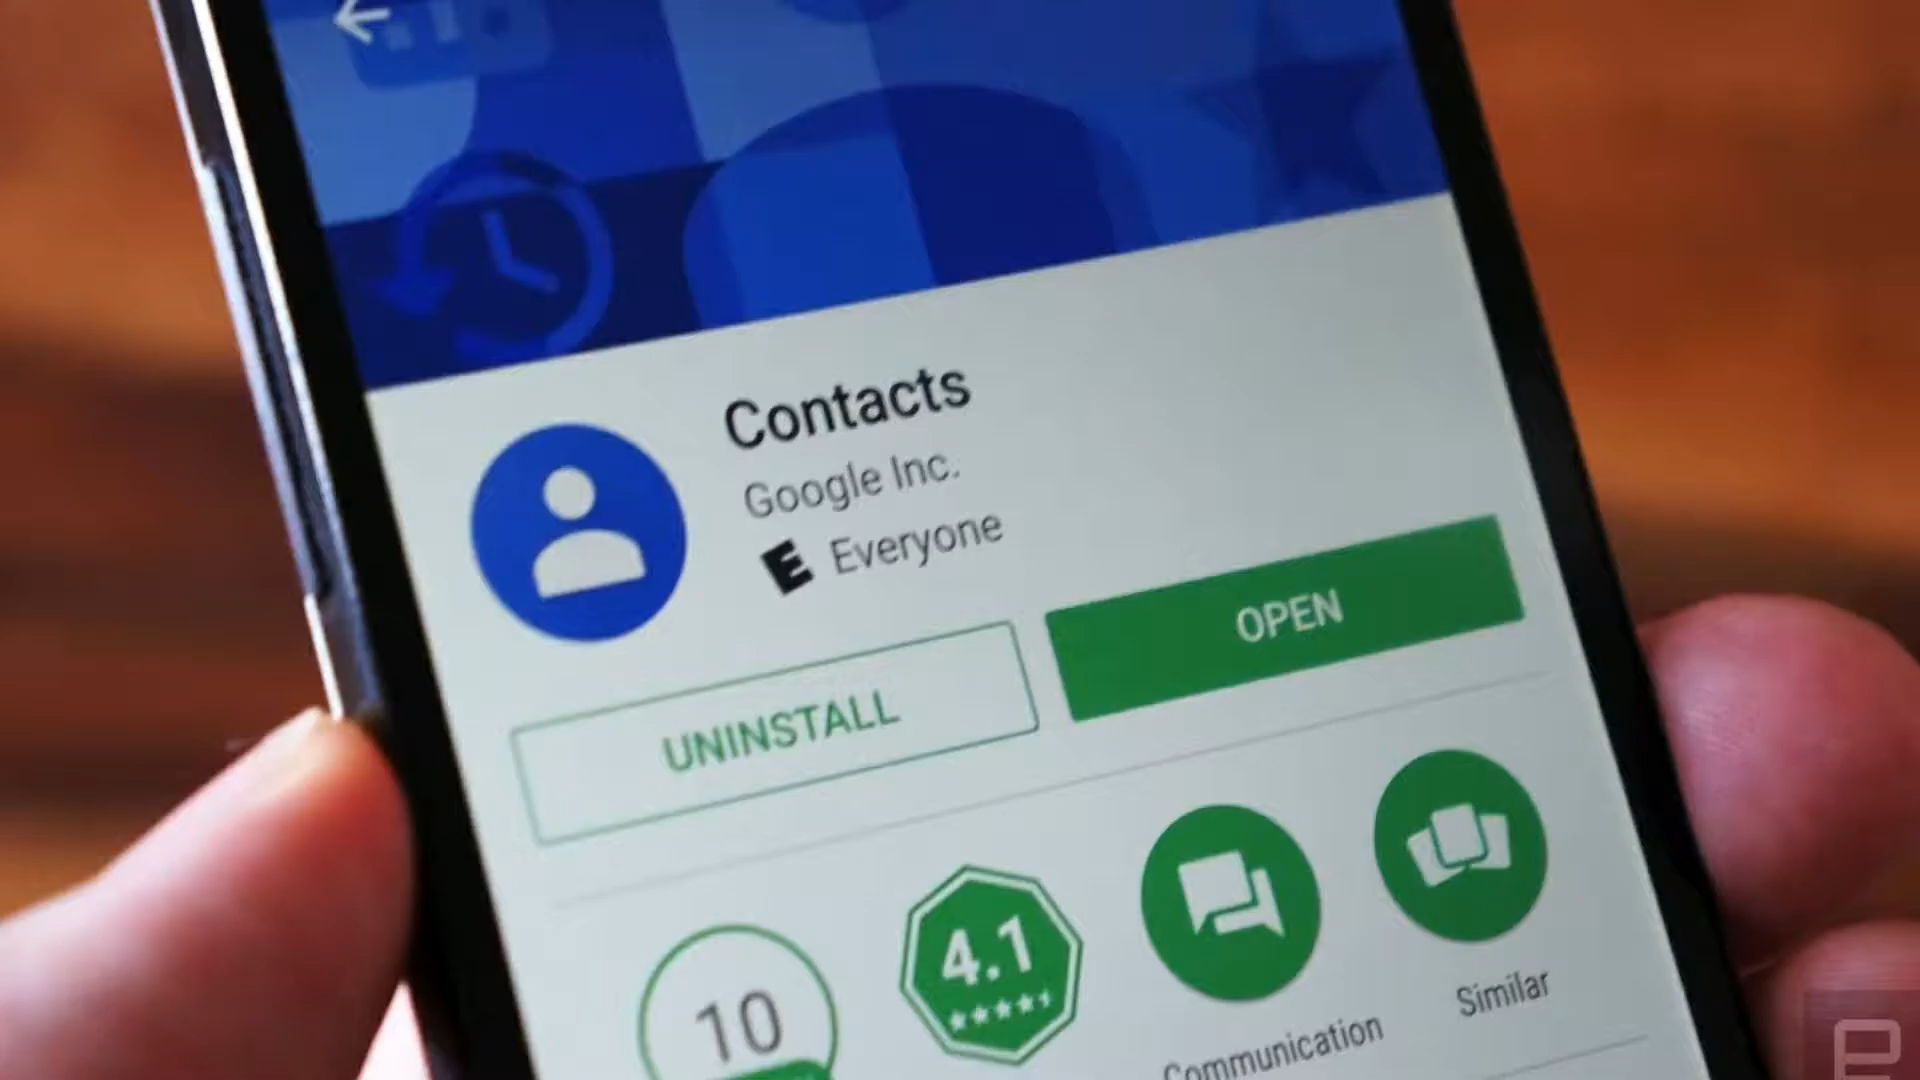 Contacts
Google Inc.
E Everyone
UNINSTALL
OPEN
10
4.1
Communication
Similar
e